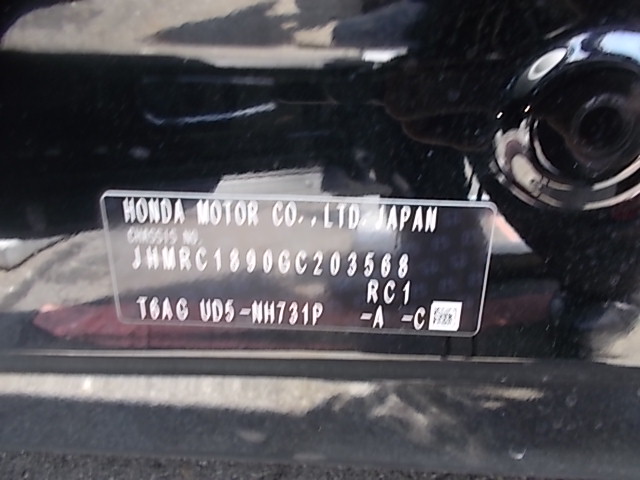 HONDA MOTOR CO.,LTD.JAPAN
CHASSIS NO.
JHMRC1890GC203568
RC1
T6AG UD5-NH731P -A -C